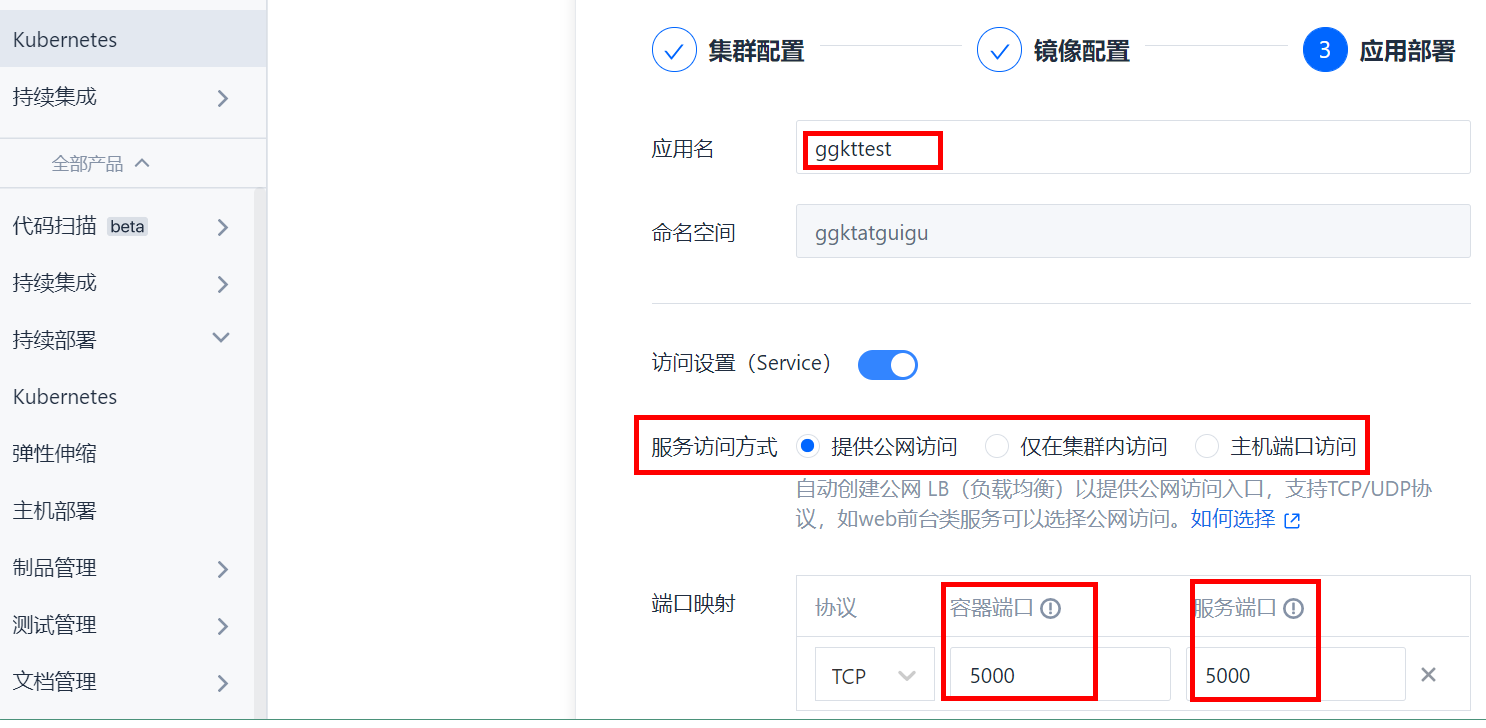 Kubernetes
持续集成
全部产品
代码扫描 beta
持续集成
持续部署
Kubernetes
弹性伸缩
主机部署
制品管理
测试管理
文档管理
集群配置
镜像配置
3 应用部署
应用名 ggkttest
命名空间 ggktatguigu
访问设置（Service）
服务访问方式 提供公网访问 仅在集群内访问 主机端口访问
自动创建公网 LB（负载均衡）以提供公网访问入口，支持TCP/UDP协
议，如web前台类服务可以选择公网访问。如何选择
端口映射 协议 容器端口 服务端口
TCP 5000 5000